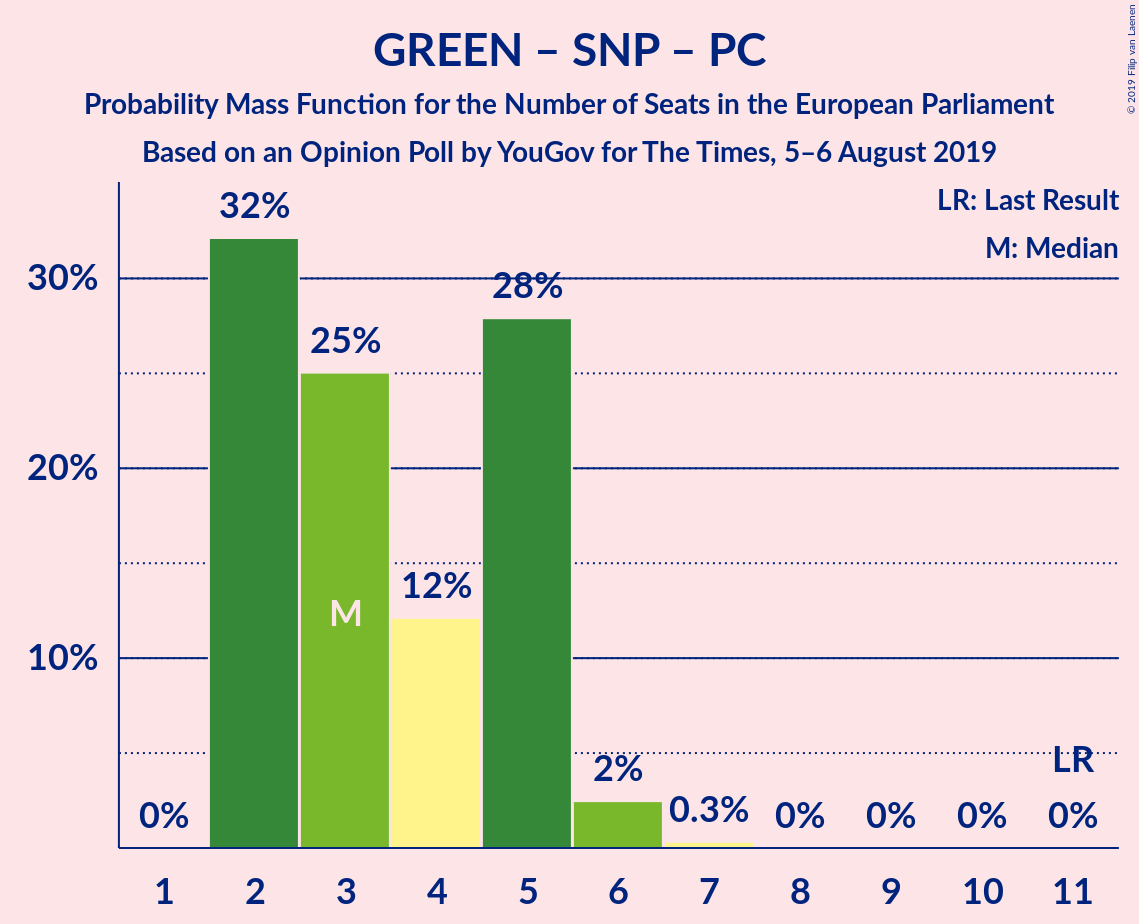 GREEN – SNP – PC
Probability Mass Function for the Number of Seats in the European Parliament
Based on an Opinion Poll by YouGov for The Times, 5–6 August 2019
© 2019 Filip van Laenen
LR: Last Result
M: Median
32%
30%
28%
25%
20%
12%
M
10%
2%
LR
0%
0.3%
0%
0%
0%
0%
1 2 3 4 5 6 7 8 9 10 11